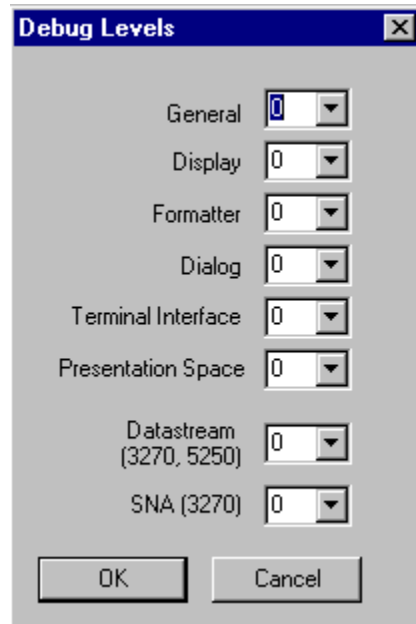 Debug Levels
General 0
Display 0
Formatter 0
Dialog 0
Terminal Interface 0
Presentation Space 0
Datastream
(3270, 5250) 0
SNA (3270) 0
OK Cancel